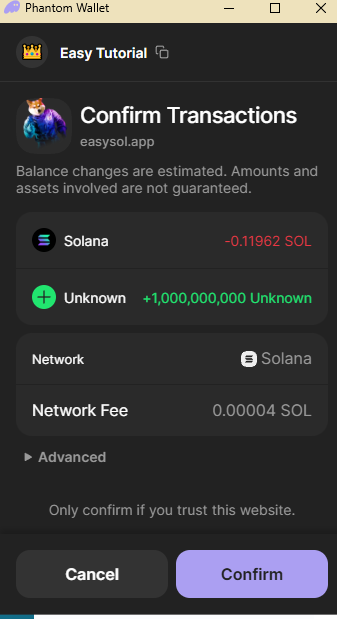 Phantom Wallet
Easy Tutorial
Confirm Transactions
easysol.app
Balance changes are estimated. Amounts and
assets involved are not guaranteed.
Solana -0.11962 SOL
Unknown +1,000,000,000 Unknown
Network Solana
Network Fee 0.00004 SOL
Advanced
Only confirm if you trust this website.
Cancel Confirm